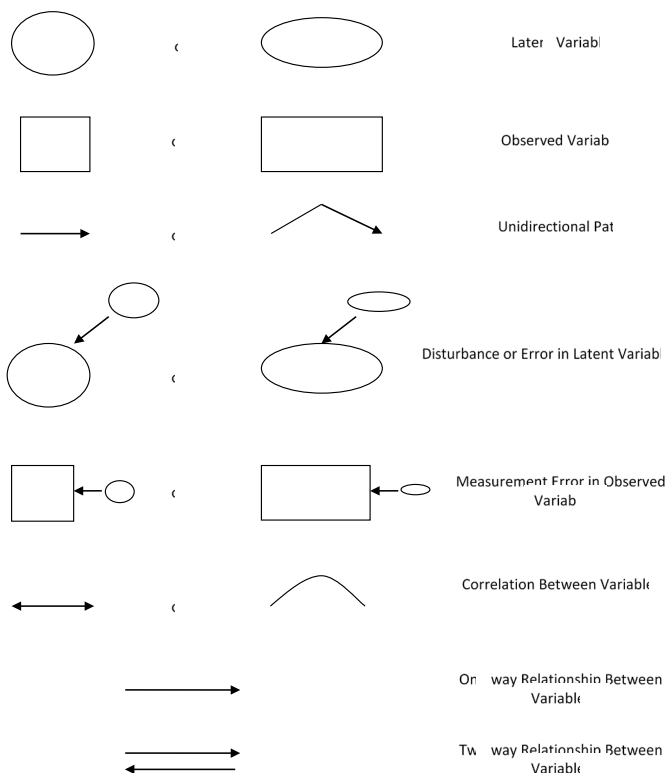 Variabl
Observed Variab
Unidirectional Pat
Disturbance or Error in Latent Variabl
Measurement Error in Observed
Variab
Correlation Between Variable
On way Relationship Between
Variable
Tw way Relationship Between
Variable